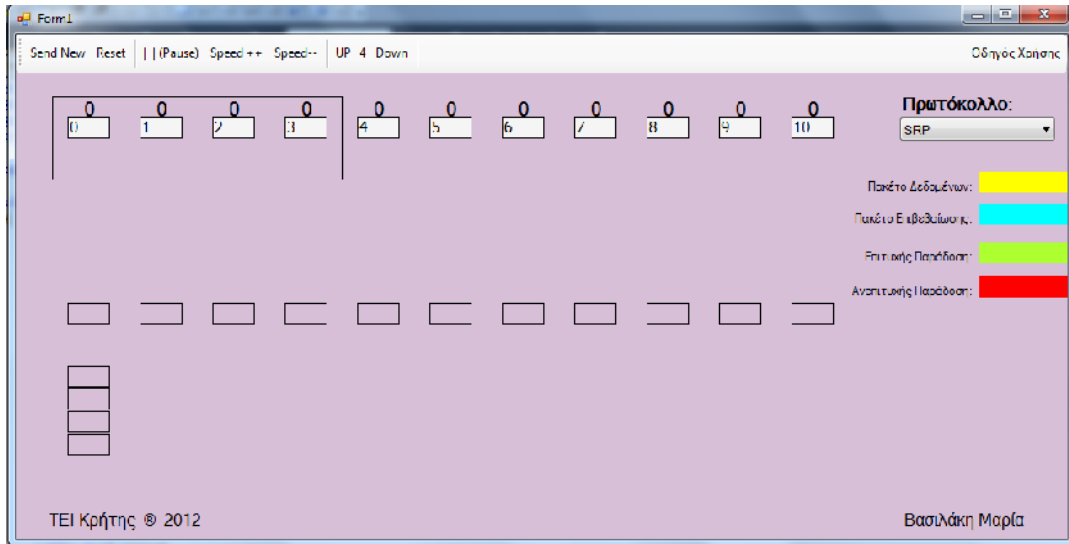 Form1
Send New Reset ||(Pause) Speed++ Speed-- UP 4 Down Οδηγός Χρήσης
0 0 0 0 0 0 0 0 0 0 0 Πρωτόκολλο:
0 1 2 3 4 5 6 7 8 9 10 SRP
Πακέτο Δεδομένων:
Πακέτο Επιβεβαίωσης:
Επιτυχής Παράδοση:
Ανεπιτυχής Παράδοση:
ΤΕΙ Κρήτης ® 2012 Βασιλάκη Μαρία